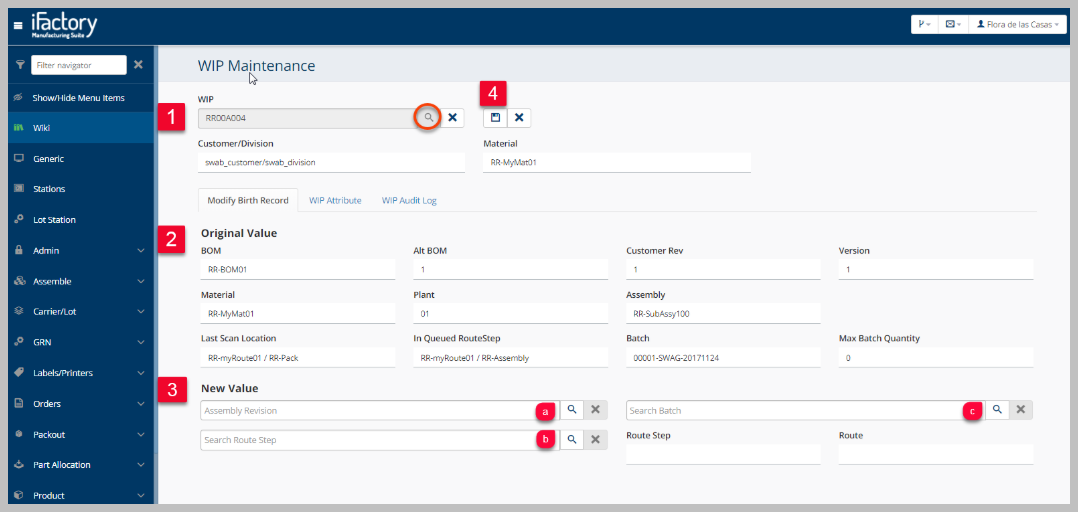 iFactory
Manufacturing Suite
Flora de las Casas
Filter navigator
Show/Hide Menu Items
Wiki
Generic
Stations
Lot Station
Admin
Assemble
Carrier/Lot
GRN
Labels/Printers
Orders
Packout
Part Allocation
Product
WIP Maintenance
1
WIP
RR00A004
4
Customer/Division
swab_customer/swab_division
Material
RR-MyMat01
Modify Birth Record WIP Attribute WIP Audit Log
2
Original Value
BOM Alt BOM Customer Rev Version
RR-BOM01 1 1 1
Material Plant Assembly
RR-MyMat01 01 RR-SubAssy100
Last Scan Location In Queued RouteStep Batch Max Batch Quantity
RR-myRoute01 / RR-Pack RR-myRoute01 / RR-Assembly 00001-SWAG-20171124 0
3
New Value
Assembly Revision a Search Batch c
Search Route Step b
Route Step Route